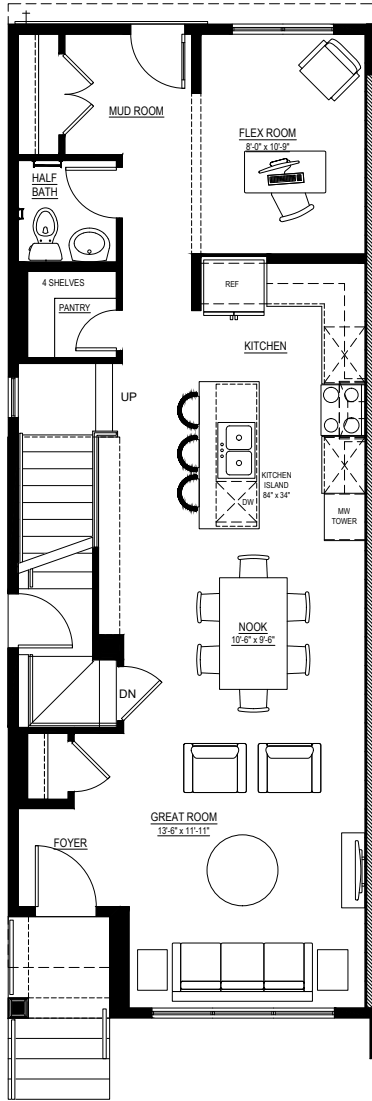 MUD ROOM
FLEX ROOM
8'-0" x 10'-9"
HALF
BATH
4 SHELVES
PANTRY
REF
KITCHEN
UP
KITCHEN
ISLAND
84" x 34"
DW
MW
TOWER
NOOK
10'-6" x 9'-6"
DN
GREAT ROOM
13'-6" x 11'-11"
FOYER